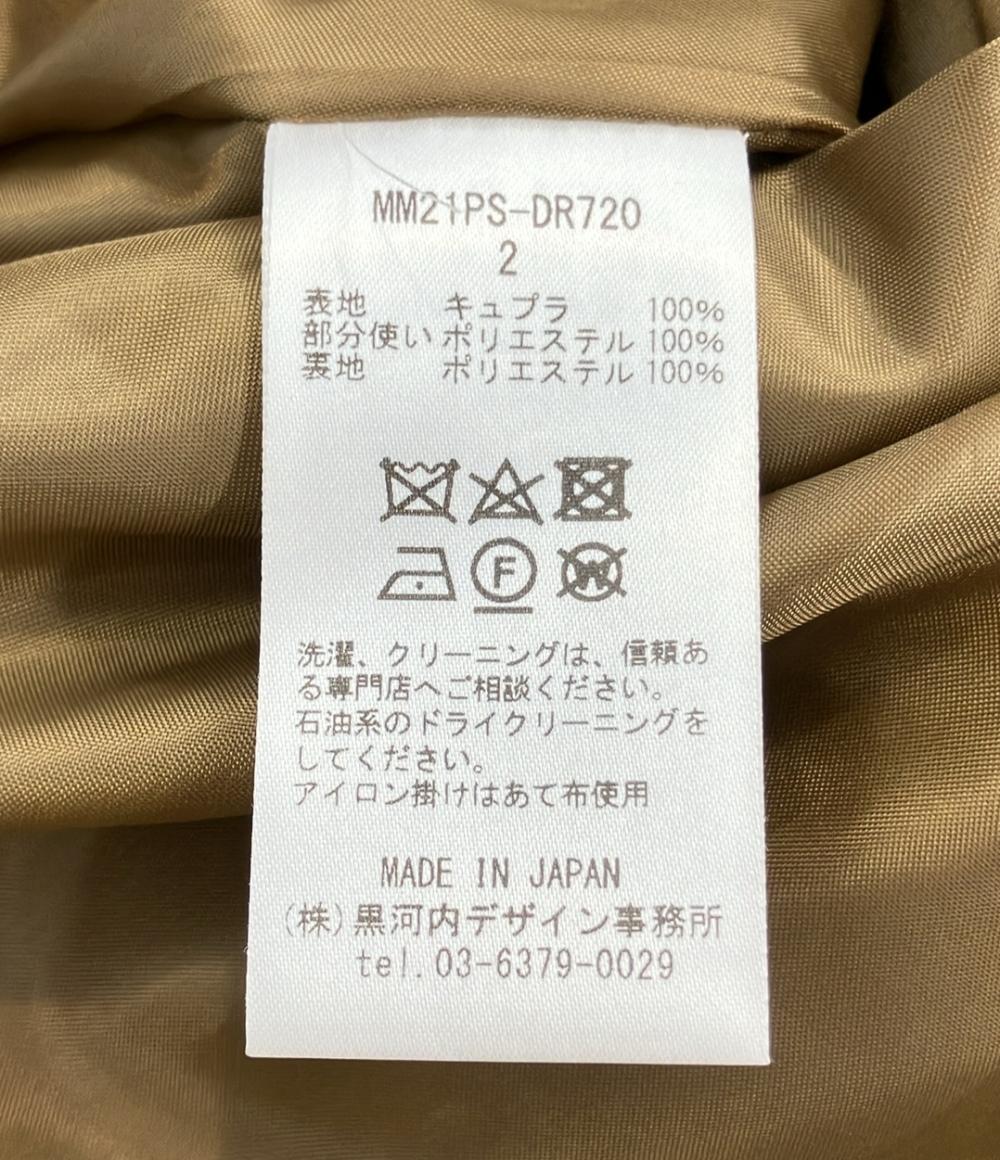 MM21PS-DR720
2
表地 キュプラ 100%
部分使い ポリエステル 100%
裏地 ポリエステル 100%
F
W
洗濯、クリーニングは、信頼あ
る専門店へご相談ください。
石油系のドライクリーニングを
してください。
アイロン掛けはあて布使用
MADE IN JAPAN
(株)黒河内デザイン事務所
tel.03-6379-0029